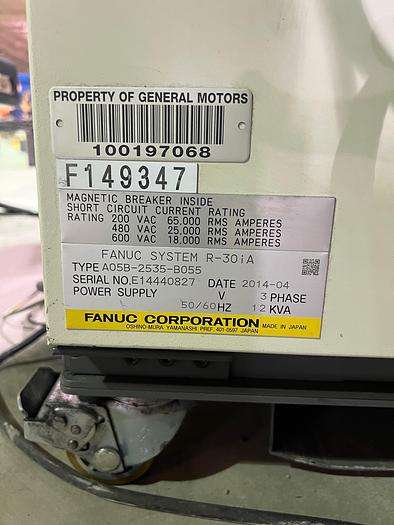 PROPERTY OF GENERAL MOTORS
100197068
F149347
MAGNETIC BREAKER INSIDE
SHORT CIRCUIT CURRENT RATING
RATING 200 VAC 65,000 RMS AMPERES
480 VAC 25,000 RMS AMPERES
600 VAC 18,000 RMS AMPERES
FANUC SYSTEM R-30iA
TYPE A05B-2535-B055
SERIAL NO. E14440827 DATE 2014-04
POWER SUPPLY V 3 PHASE
50/60 HZ 12 KVA
FANUC CORPORATION MADE IN JAPAN
OSHINO-MURA, YAMANASHI PREF. 401-0597 JAPAN